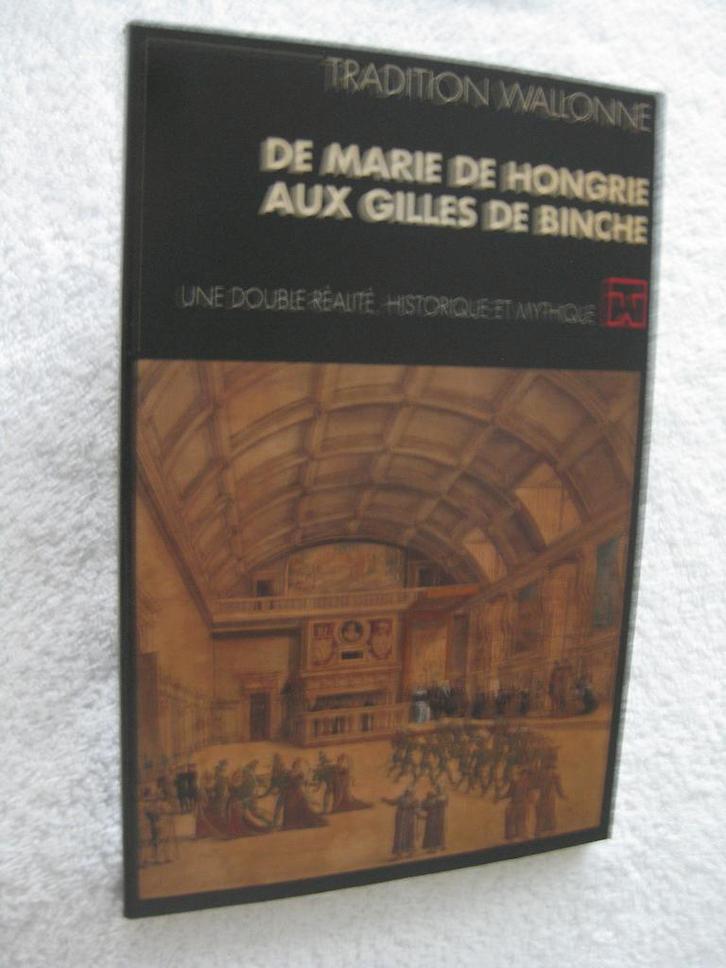 TRADITION WALLONNE
DE MARIE DE HONGRIE
AUX GILLES DE BINCHE
UNE DOUBLE RÉALITÉ, HISTORIQUE ET MYTHIQUE